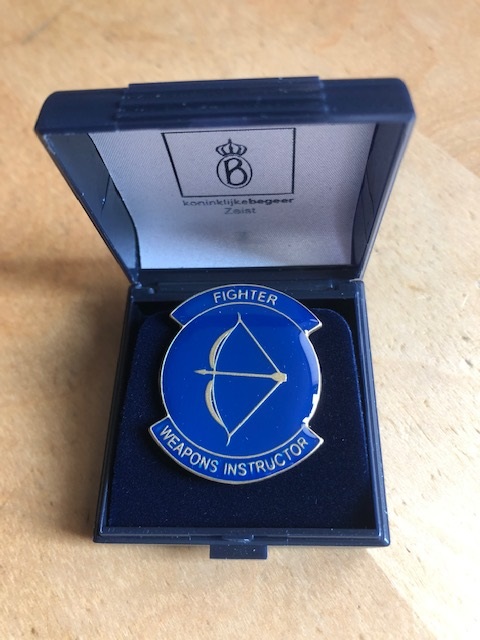 B
koninklijkebegeer
Zeist
FIGHTER
WEAPONS INSTRUCTOR